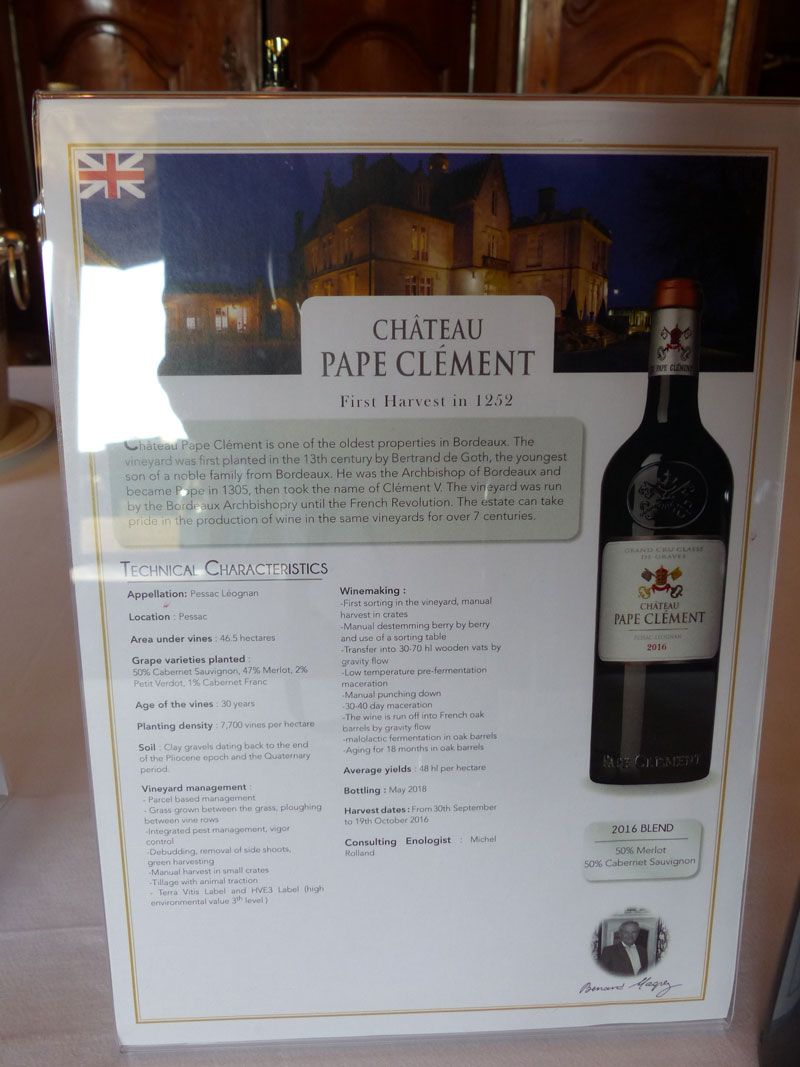 CHÂTEAU
PAPE CLÉMENT
First Harvest in 1252
Château Pape Clément is one of the oldest properties in Bordeaux. The
vineyard was first planted in the 13th century by Bertrand de Goth, the youngest
son of a noble family from Bordeaux. He was the Archbishop of Bordeaux and
became Pope in 1305, then took the name of Clément V. The vineyard was run
by the Bordeaux Archbishopry until the French Revolution. The estate can take
pride in the production of wine in the same vineyards for over 7 centuries.
TECHNICAL CHARACTERISTICS
Appellation: Pessac Léognan
Location : Pessac
Area under vines : 46.5 hectares
Grape varieties planted :
50% Cabernet Sauvignon, 47% Merlot, 2%
Petit Verdot, 1% Cabernet Franc
Age of the vines : 30 years
Planting density : 7,700 vines per hectare
Soil : Clay gravels dating back to the end
of the Pliocene epoch and the Quaternary
period.
Vineyard management :
- Parcel based management
- Grass grown between the grass, ploughing
between vine rows
-Integrated pest management, vigor
control
-Debudding, removal of side shoots,
green harvesting
-Manual harvest in small crates
-Tillage with animal traction
- Terra Vitis Label and HVE3 Label (high
environmental value 3th level )
Winemaking :
-First sorting in the vineyard, manual
harvest in crates
-Manual destemming berry by berry
and use of a sorting table
-Transfer into 30-70 hl wooden vats by
gravity flow
-Low temperature pre-fermentation
maceration
-Manual punching down
-30-40 day maceration
-The wine is run off into French oak
barrels by gravity flow
-malolactic fermentation in oak barrels
-Aging for 18 months in oak barrels
Average yields : 48 hl per hectare
Bottling : May 2018
Harvest dates : From 30th September
to 19th October 2016
Consulting Enologist : Michel
Rolland
PAPE CLÉMENT
GRAND CRU CLASSÉ
DE GRAVES
CHÂTEAU
PAPE CLÉMENT
PESSAC-LÉOGNAN
2016
PAPE CLEMENT
2016 BLEND
50% Merlot
50% Cabernet Sauvignon
Bernard Magrez